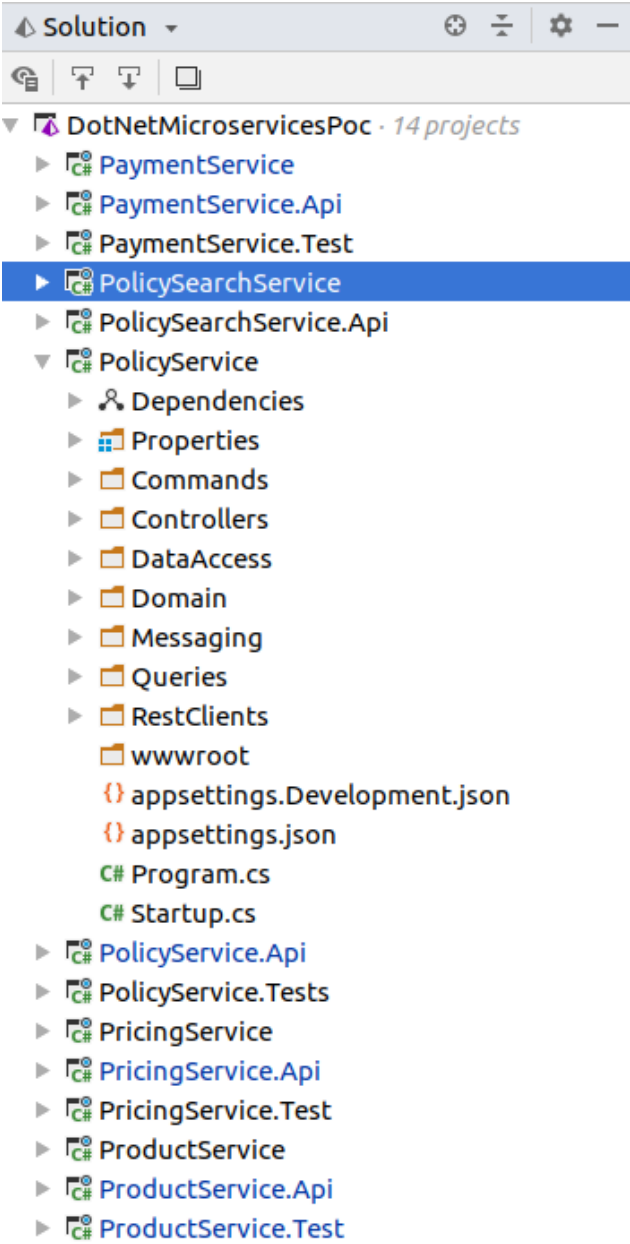 Solution
DotNetMicroservicesPoc · 14 projects
C# PaymentService
C# PaymentService.Api
C# PaymentService.Test
C# PolicySearchService
C# PolicySearchService.Api
C# PolicyService
Dependencies
Properties
Commands
Controllers
DataAccess
Domain
Messaging
Queries
RestClients
wwwroot
{} appsettings.Development.json
{} appsettings.json
C# Program.cs
C# Startup.cs
C# PolicyService.Api
C# PolicyService.Tests
C# PricingService
C# PricingService.Api
C# PricingService.Test
C# ProductService
C# ProductService.Api
C# ProductService.Test